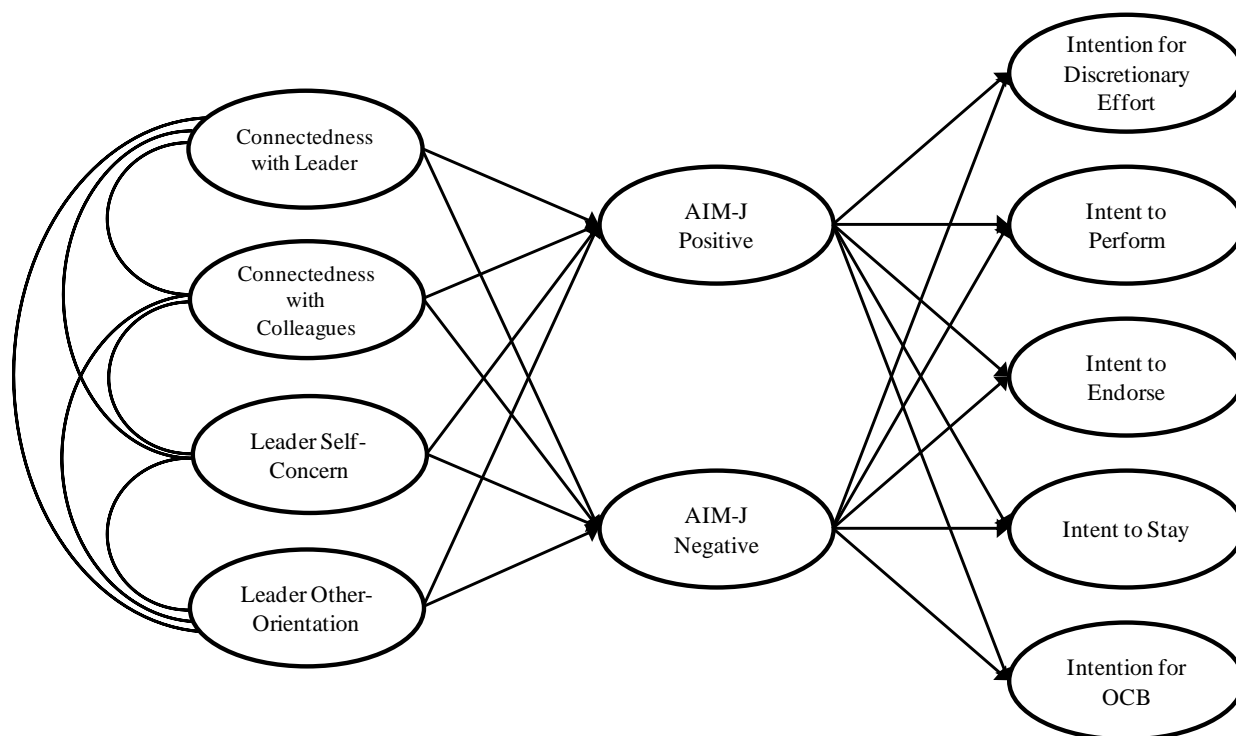 Connectedness
with Leader
Connectedness
with
Colleagues
Leader Self-
Concern
Leader Other-
Orientation
AIM-J
Positive
AIM-J
Negative
Intention for
Discretionary
Effort
Intent to
Perform
Intent to
Endorse
Intent to Stay
Intention for
OCB